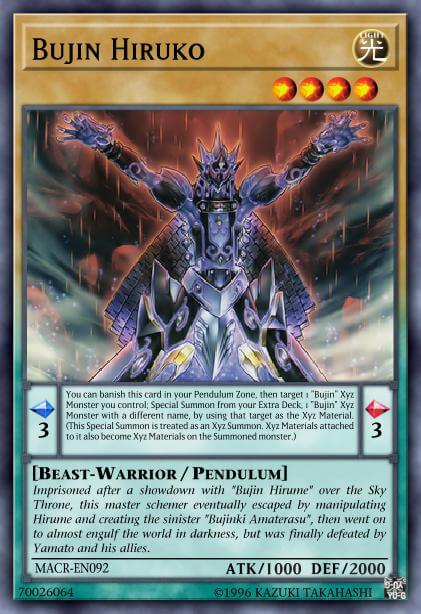 BUJIN HIRUKO
LIGHT
光
You can banish this card in your Pendulum Zone, then target 1 "Bujin" Xyz
Monster you control; Special Summon from your Extra Deck, 1 "Bujin" Xyz
Monster with a different name, by using that target as the Xyz Material.
(This Special Summon is treated as an Xyz Summon. Xyz Materials attached
to it also become Xyz Materials on the Summoned monster.)
3
3
[BEAST-WARRIOR / PENDULUM]
Imprisoned after a showdown with "Bujin Hirume" over the Sky
Throne, this master schemer eventually escaped by manipulating
Hirume and creating the sinister "Bujinki Amaterasu", then went on
to almost engulf the world in darkness, but was finally defeated by
Yamato and his allies.
MACR-EN092
ATK/1000 DEF/2000
70026064
©1996 KAZUKI TAKAHASHI